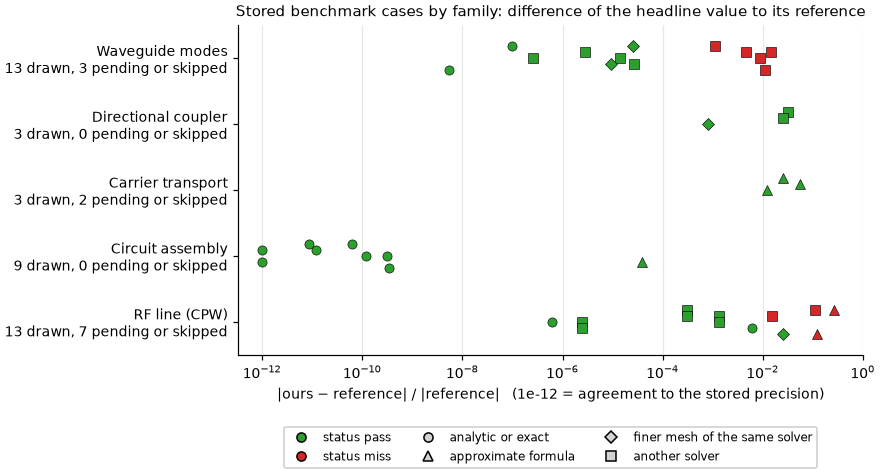 Stored benchmark cases by family: difference of the headline value to its reference
Waveguide modes
13 drawn, 3 pending or skipped
Directional coupler
3 drawn, 0 pending or skipped
Carrier transport
3 drawn, 2 pending or skipped
Circuit assembly
9 drawn, 0 pending or skipped
RF line (CPW)
13 drawn, 7 pending or skipped
10⁻¹² 10⁻¹⁰ 10⁻⁸ 10⁻⁶ 10⁻⁴ 10⁻² 10⁰
|ours − reference| / |reference| (1e-12 = agreement to the stored precision)
status pass analytic or exact finer mesh of the same solver
status miss approximate formula another solver